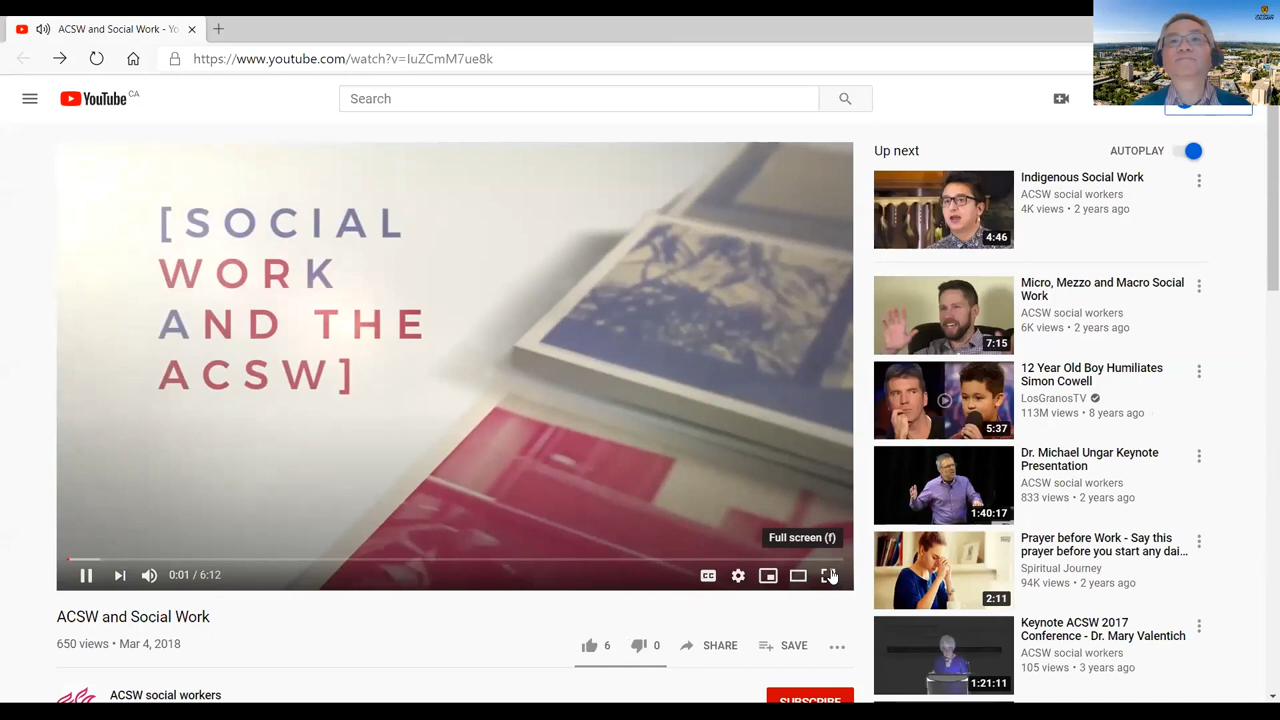 ACSW and Social Work - Yo
https://www.youtube.com/watch?v=
YouTube CA
Search
CALGARY
[SOCIAL
WORK
AND THE
ACSW]
Full screen (f)
0:01 / 6:12
CC
ACSW and Social Work
650 views • Mar 4, 2018
6
0
SHARE
SAVE
ACSW social workers
SUBSCRIBE
Up next
AUTOPLAY
4:46
Indigenous Social Work
ACSW social workers
4K views • 2 years ago
7:15
Micro, Mezzo and Macro Social
Work
ACSW social workers
6K views • 2 years ago
5:37
12 Year Old Boy Humiliates
Simon Cowell
LosGranosTV
113M views • 8 years ago
1:40:17
Dr. Michael Ungar Keynote
Presentation
ACSW social workers
833 views • 2 years ago
2:11
Prayer before Work - Say this
prayer before you start any dai...
Spiritual Journey
94K views • 2 years ago
1:21:11
Keynote ACSW 2017
Conference - Dr. Mary Valentich
ACSW social workers
105 views • 3 years ago